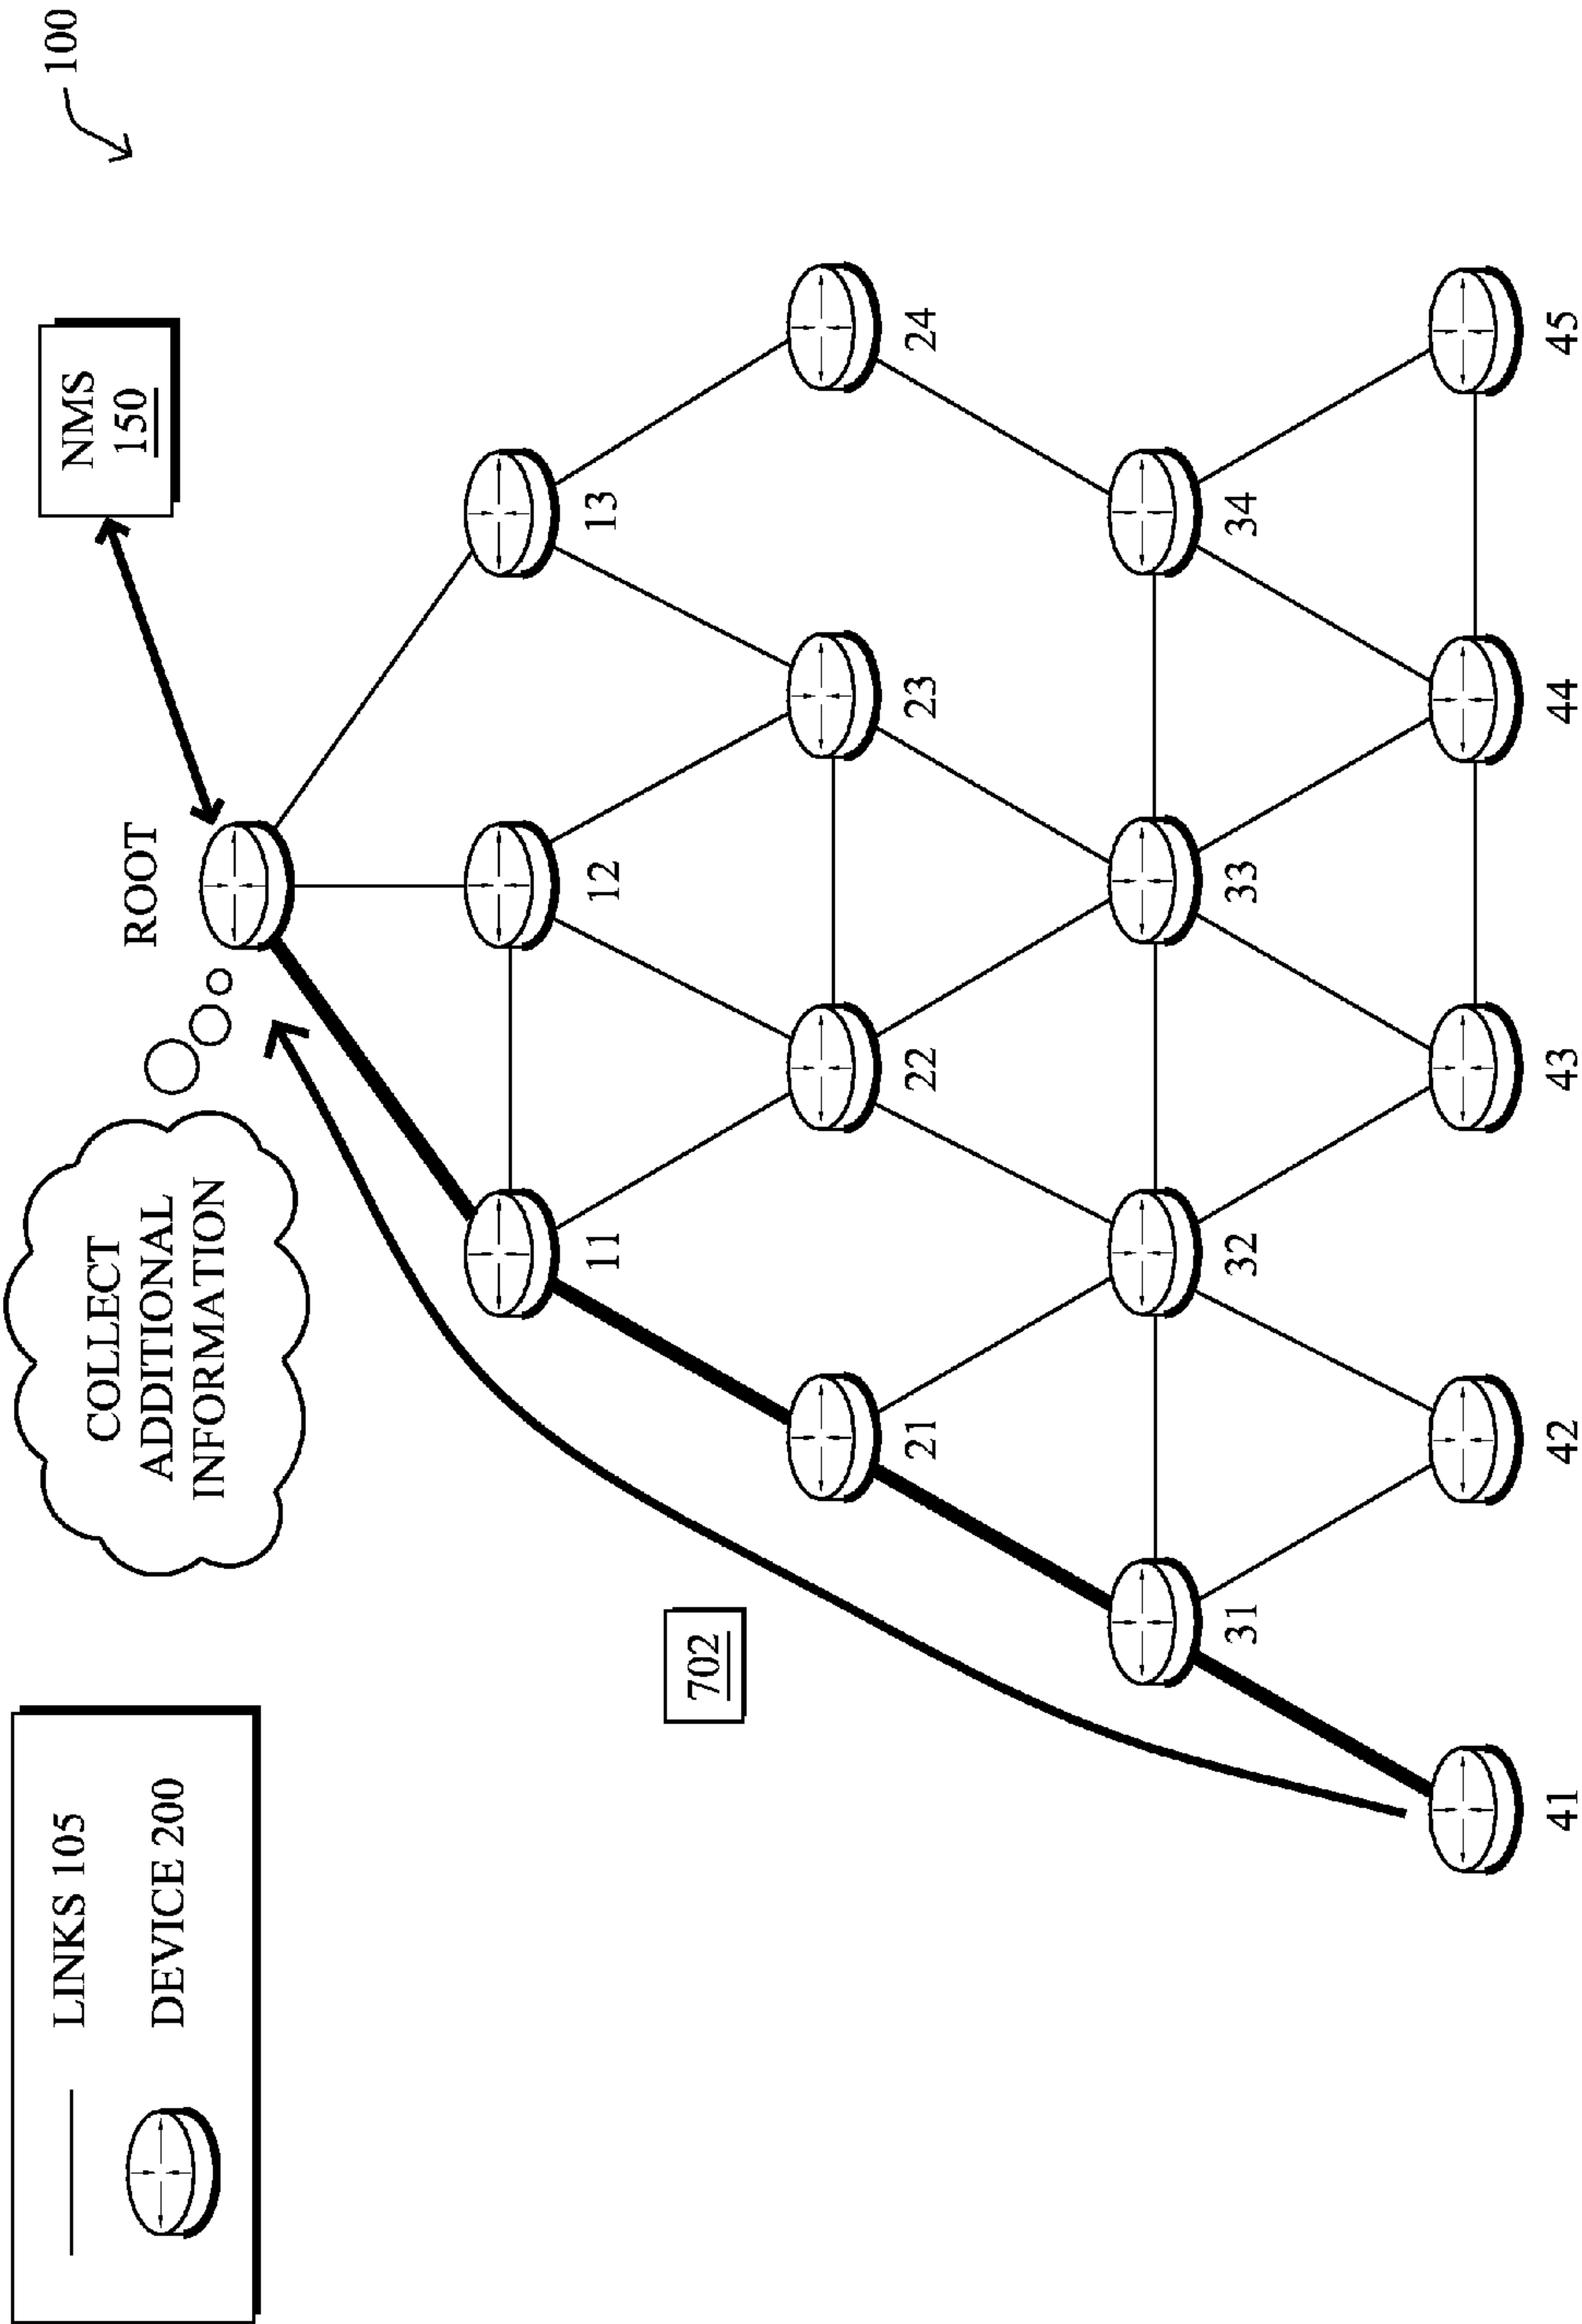 LINKS 105
DEVICE 200
COLLECT
ADDITIONAL
INFORMATION
ROOT
NMS
150
100
11
12
13
702
21
22
23
24
31
32
33
34
41
42
43
44
45